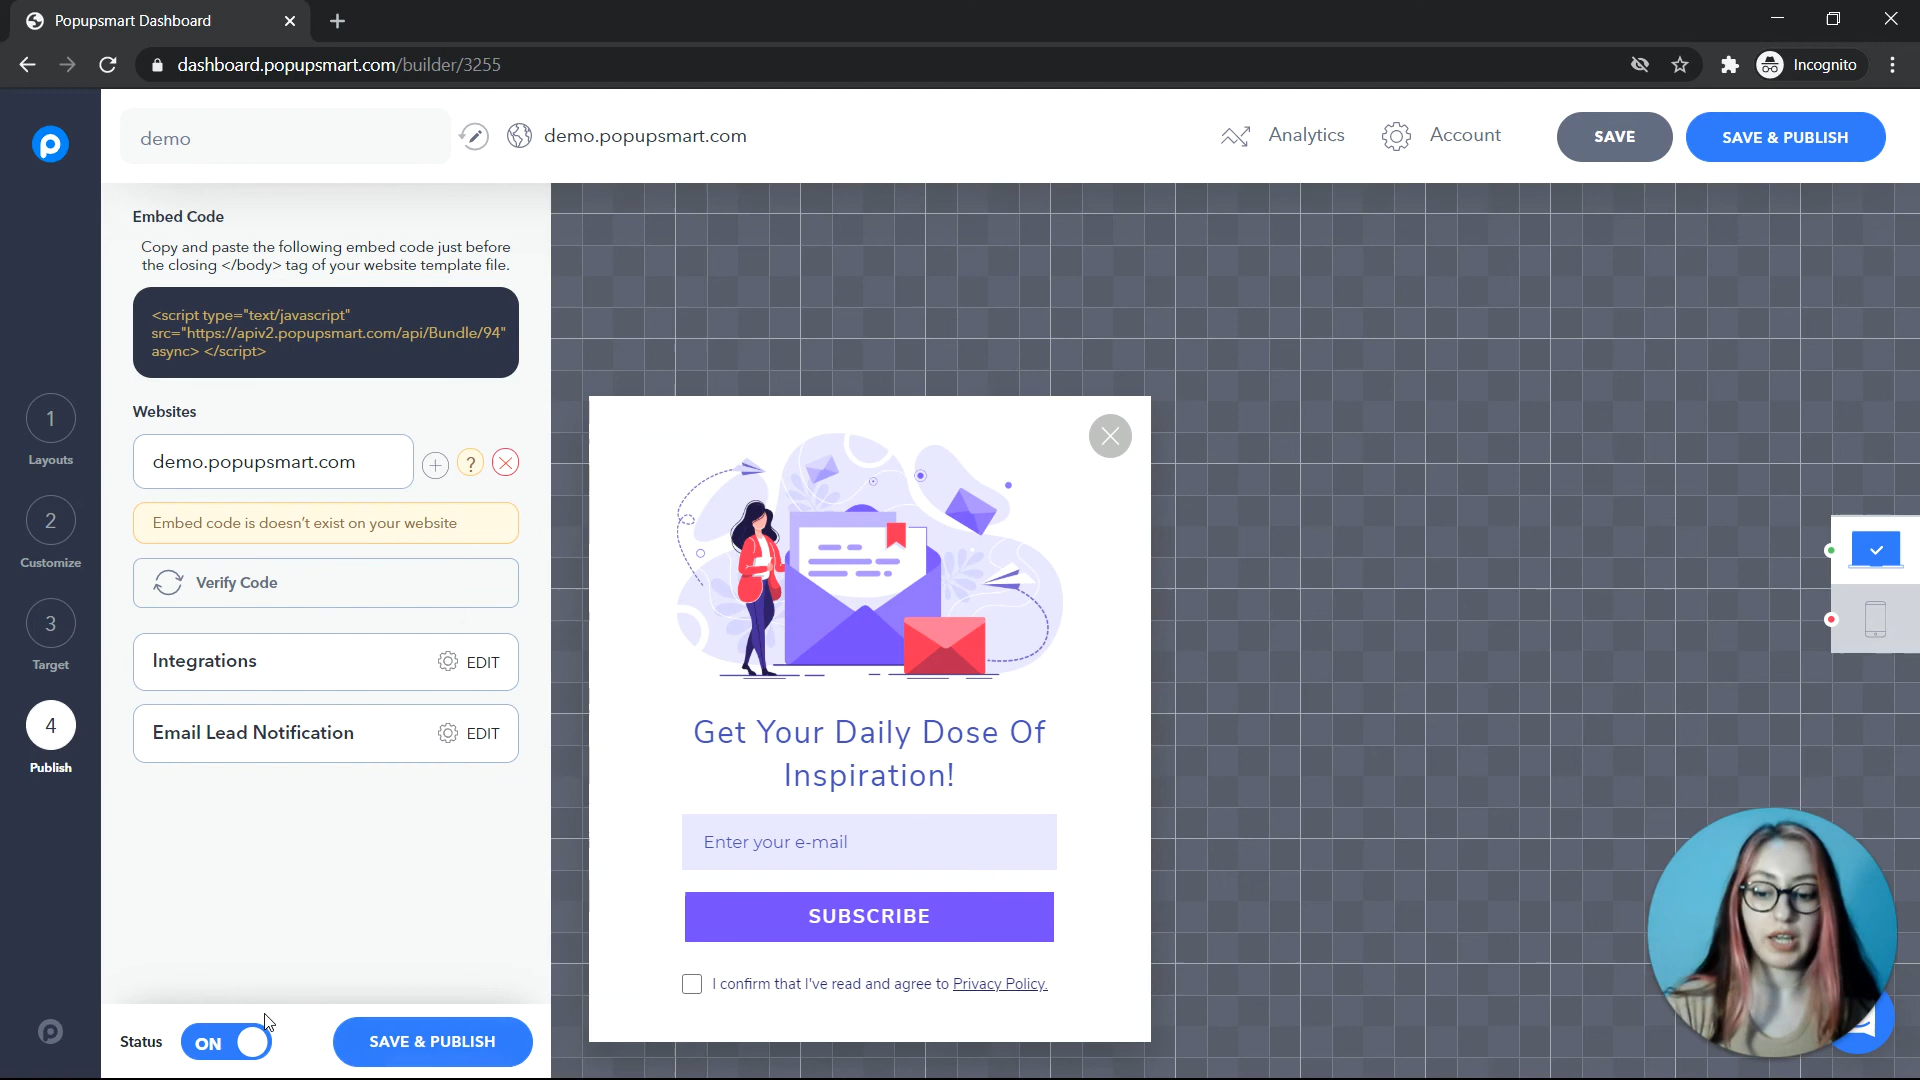 Popupsmart Dashboard
dashboard.popupsmart.com/builder/3255
Incognito
demo
demo.popupsmart.com
Analytics
Account
SAVE
SAVE & PUBLISH
Embed Code
Copy and paste the following embed code just before
the closing </body> tag of your website template file.
<script type="text/javascript"
src="https://apiv2.popupsmart.com/api/Bundle/94"
async> </script>
Websites
demo.popupsmart.com
?
Embed code is doesn't exist on your website
Verify Code
Integrations
EDIT
Email Lead Notification
EDIT
1
Layouts
2
Customize
3
Target
4
Publish
Status
ON
SAVE & PUBLISH
Get Your Daily Dose Of
Inspiration!
Enter your e-mail
SUBSCRIBE
I confirm that I've read and agree to Privacy Policy.